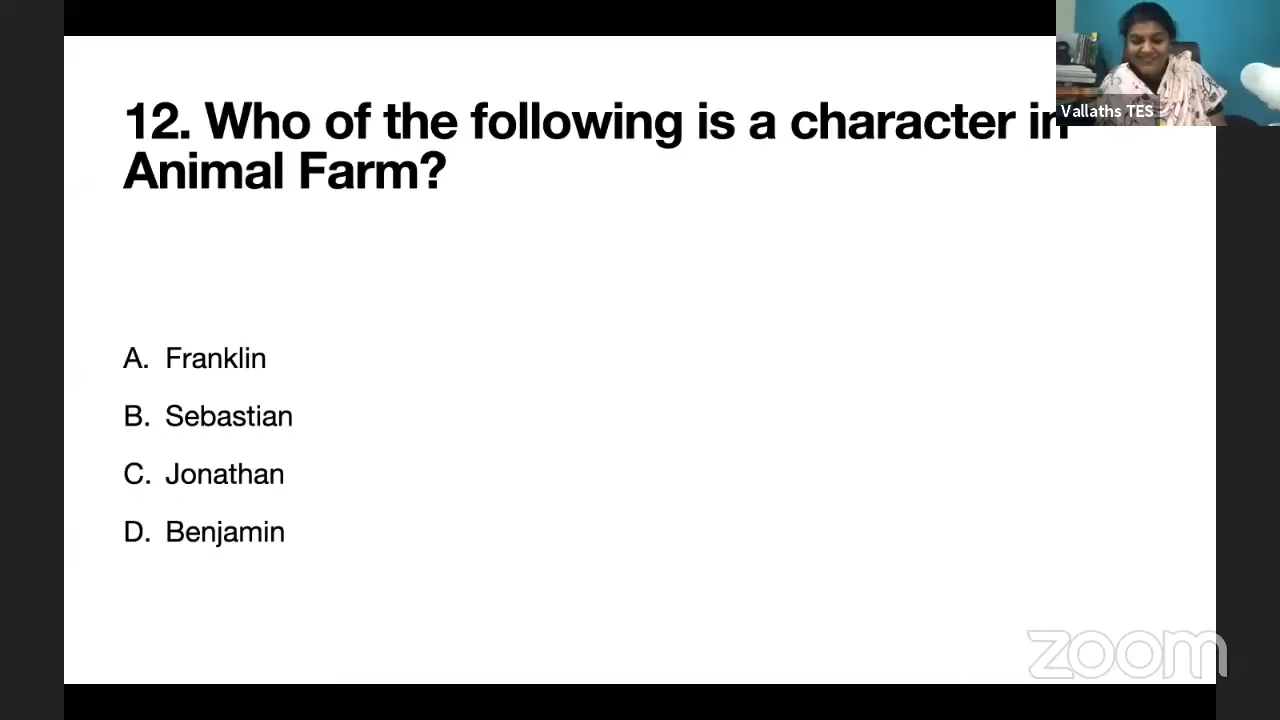 12. Who of the following is a character in
Animal Farm?
Vallaths TES
A. Franklin
B. Sebastian
C. Jonathan
D. Benjamin
zoom